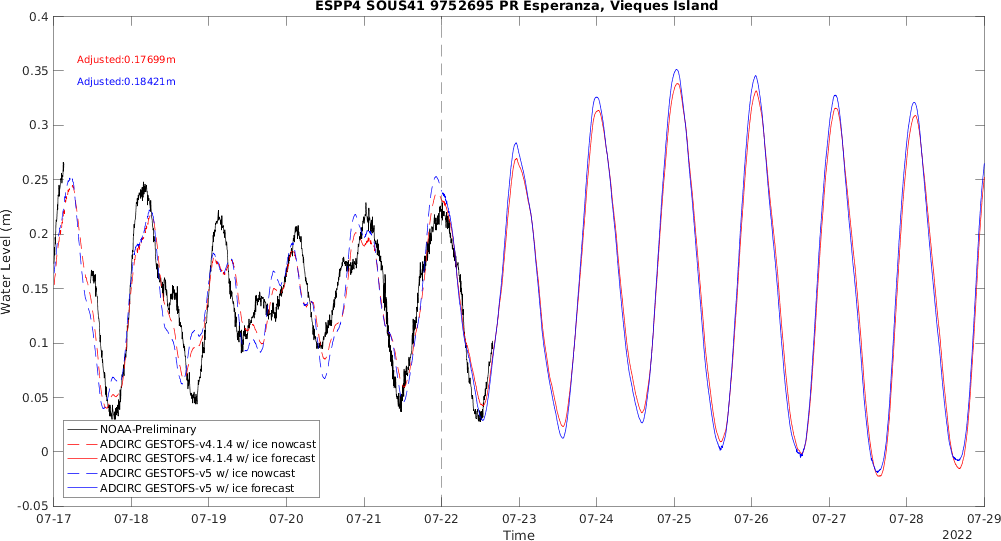 ESPP4 SOUS41 9752695 PR Esperanza, Vieques Island
0.4
0.35
0.3
0.25
0.2
0.15
0.1
0.05
0
-0.05
Water Level (m)
Adjusted:0.17699m
Adjusted:0.18421m
NOAA-Preliminary
ADCIRC GESTOFS-v4.1.4 w/ ice nowcast
ADCIRC GESTOFS-v4.1.4 w/ ice forecast
ADCIRC GESTOFS-v5 w/ ice nowcast
ADCIRC GESTOFS-v5 w/ ice forecast
07-17 07-18 07-19 07-20 07-21 07-22 07-23 07-24 07-25 07-26 07-27 07-28 07-29
Time
2022